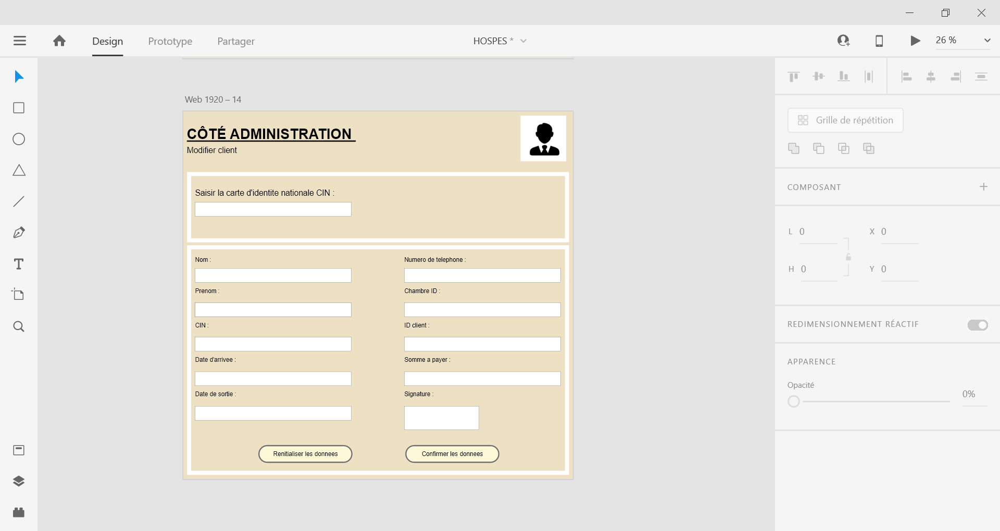 Design Prototype Partager HOSPES * 26 %
Web 1920 – 14
CÔTÉ ADMINISTRATION
Modifier client
Saisir la carte d'identite nationale CIN :
Nom :
Numero de telephone :
Prenom :
Chambre ID :
CIN :
ID client :
Date d'arrivee :
Somme a payer :
Date de sortie :
Signature :
Renitialiser les donnees
Confirmer les donnees
Grille de répétition
COMPOSANT
L 0 X 0
H 0 Y 0
REDIMENSIONNEMENT RÉACTIF
APPARENCE
Opacité
0%